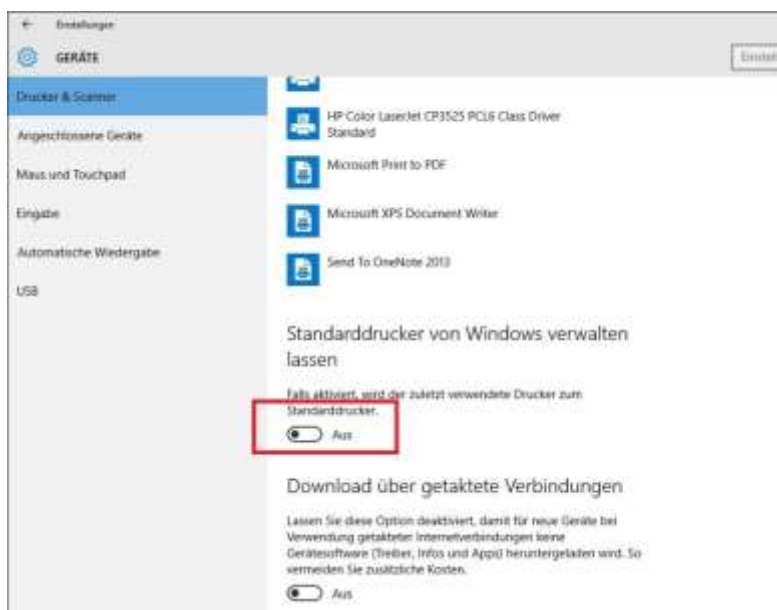 Einstellungen
GERÄTE
Drucker & Scanner
Angeschlossene Geräte
Maus und Touchpad
Eingabe
Automatische Wiedergabe
USB
HP Color LaserJet CP3525 PCL6 Class Driver
Standard
Microsoft Print to PDF
Microsoft XPS Document Writer
Send To OneNote 2013
Standarddrucker von Windows verwalten
lassen
Falls aktiviert, wird der zuletzt verwendete Drucker zum
Standarddrucker.
Aus
Download über getaktete Verbindungen
Lassen Sie diese Option deaktiviert, damit für neue Geräte bei
Verwendung getakteter Internetverbindungen keine
Gerätesoftware (Treiber, Infos und Apps) heruntergeladen wird. So
vermeiden Sie zusätzliche Kosten.
Aus